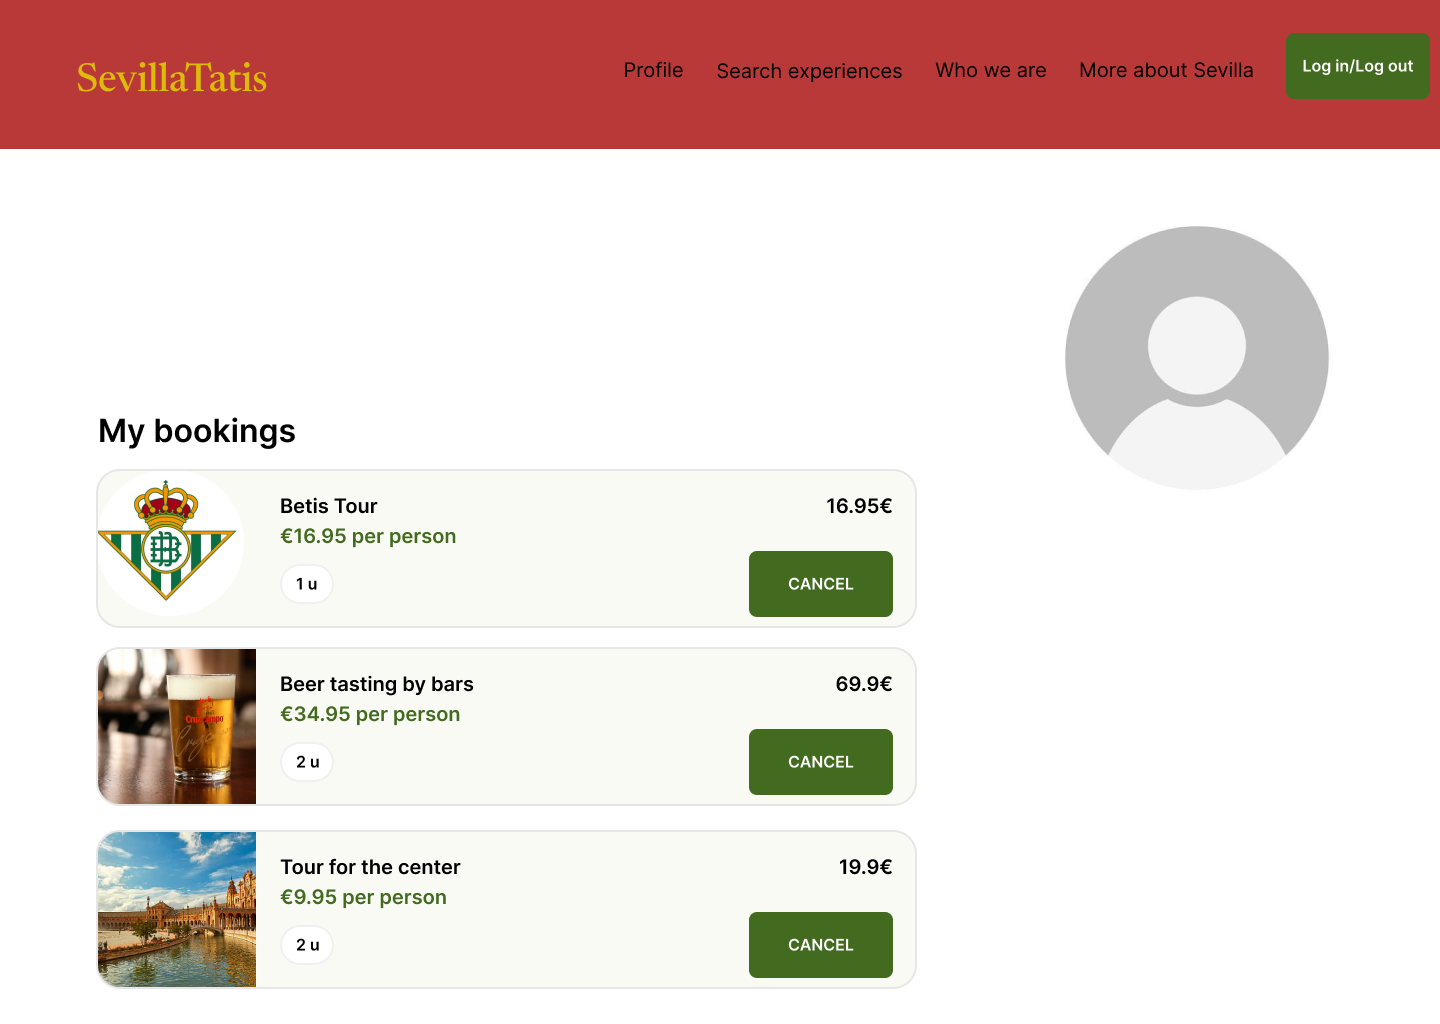 SevillaTatis
Profile
Search experiences
Who we are
More about Sevilla
Log in/Log out
My bookings
Betis Tour
16.95€
€16.95 per person
1 u
CANCEL
Beer tasting by bars
69.9€
€34.95 per person
2 u
CANCEL
Tour for the center
19.9€
€9.95 per person
2 u
CANCEL